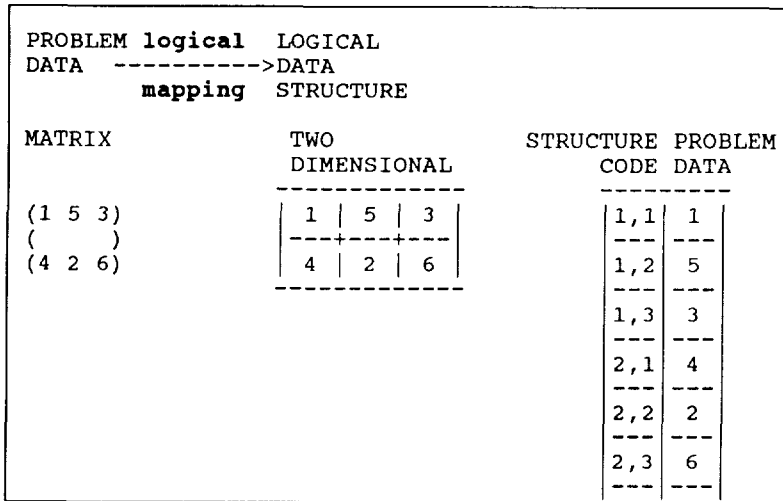 PROBLEM logical LOGICAL
DATA ---------->DATA
mapping STRUCTURE
MATRIX TWO STRUCTURE PROBLEM
DIMENSIONAL CODE DATA
(1 5 3) | 1 | 5 | 3 | |1,1| 1 |
( ) |---+---+---|
(4 2 6) | 4 | 2 | 6 | |1,2| 5 |
|1,3| 3 |
|2,1| 4 |
|2,2| 2 |
|2,3| 6 |